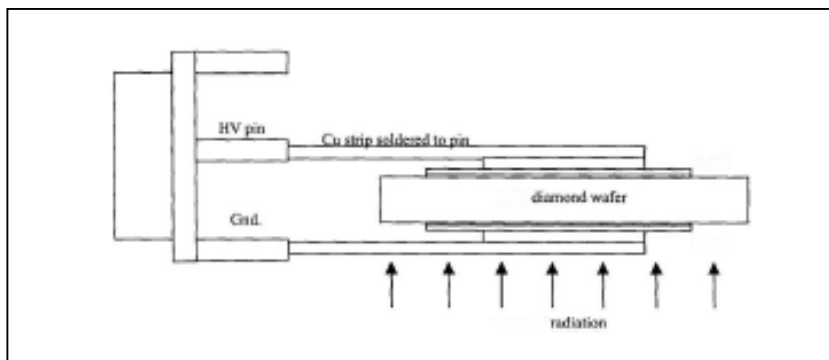 HV pin
Cu strip soldered to pin
diamond wafer
Gnd.
radiation